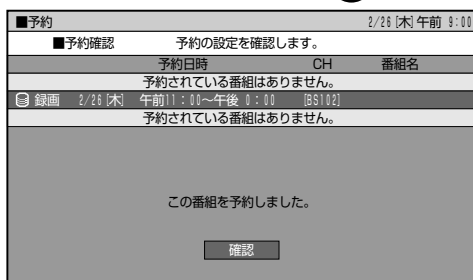 ■予約 2/26[木]午前 9:00
■予約確認 予約の設定を確認します。
予約日時 CH 番組名
予約されている番組はありません。
録画 2/26[木] 午前11:00～午後 0:00 [BS102]
予約されている番組はありません。
この番組を予約しました。
確認